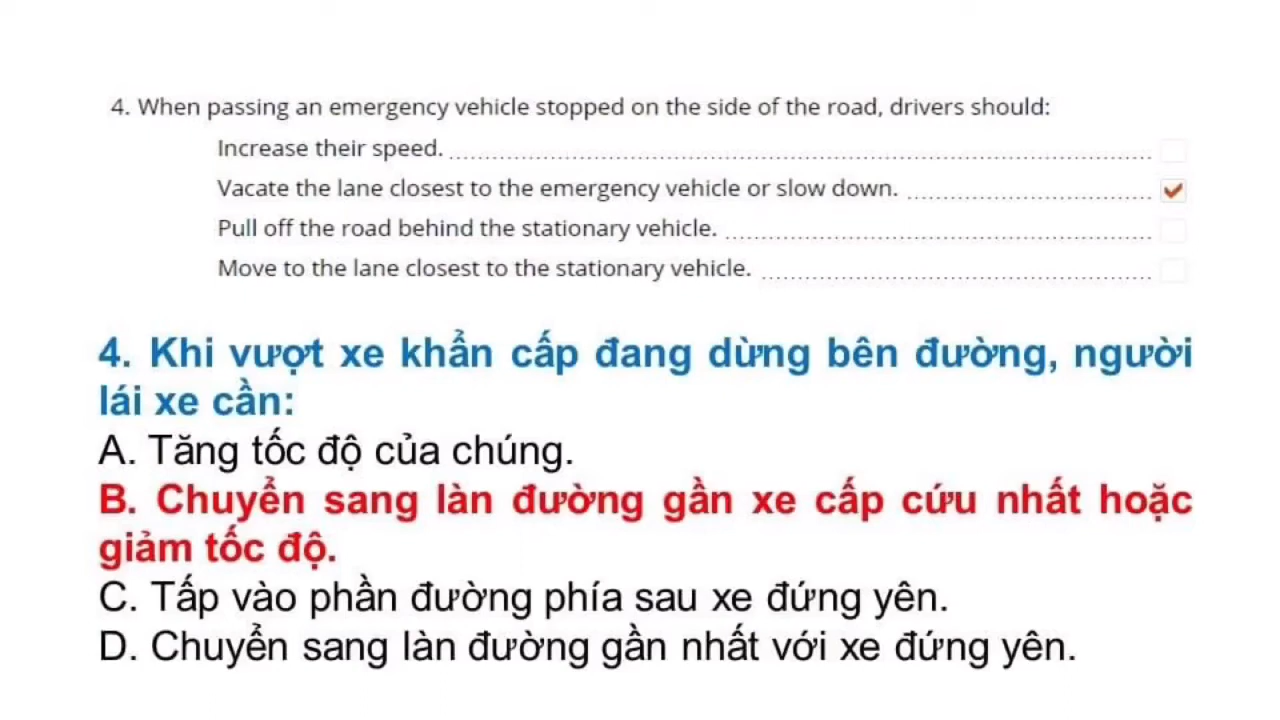 4. When passing an emergency vehicle stopped on the side of the road, drivers should:
Increase their speed.
Vacate the lane closest to the emergency vehicle or slow down.
Pull off the road behind the stationary vehicle.
Move to the lane closest to the stationary vehicle.
4. Khi vượt xe khẩn cấp đang dừng bên đường, người
lái xe cần:
A. Tăng tốc độ của chúng.
B. Chuyển sang làn đường gần xe cấp cứu nhất hoặc
giảm tốc độ.
C. Tấp vào phần đường phía sau xe đứng yên.
D. Chuyển sang làn đường gần nhất với xe đứng yên.